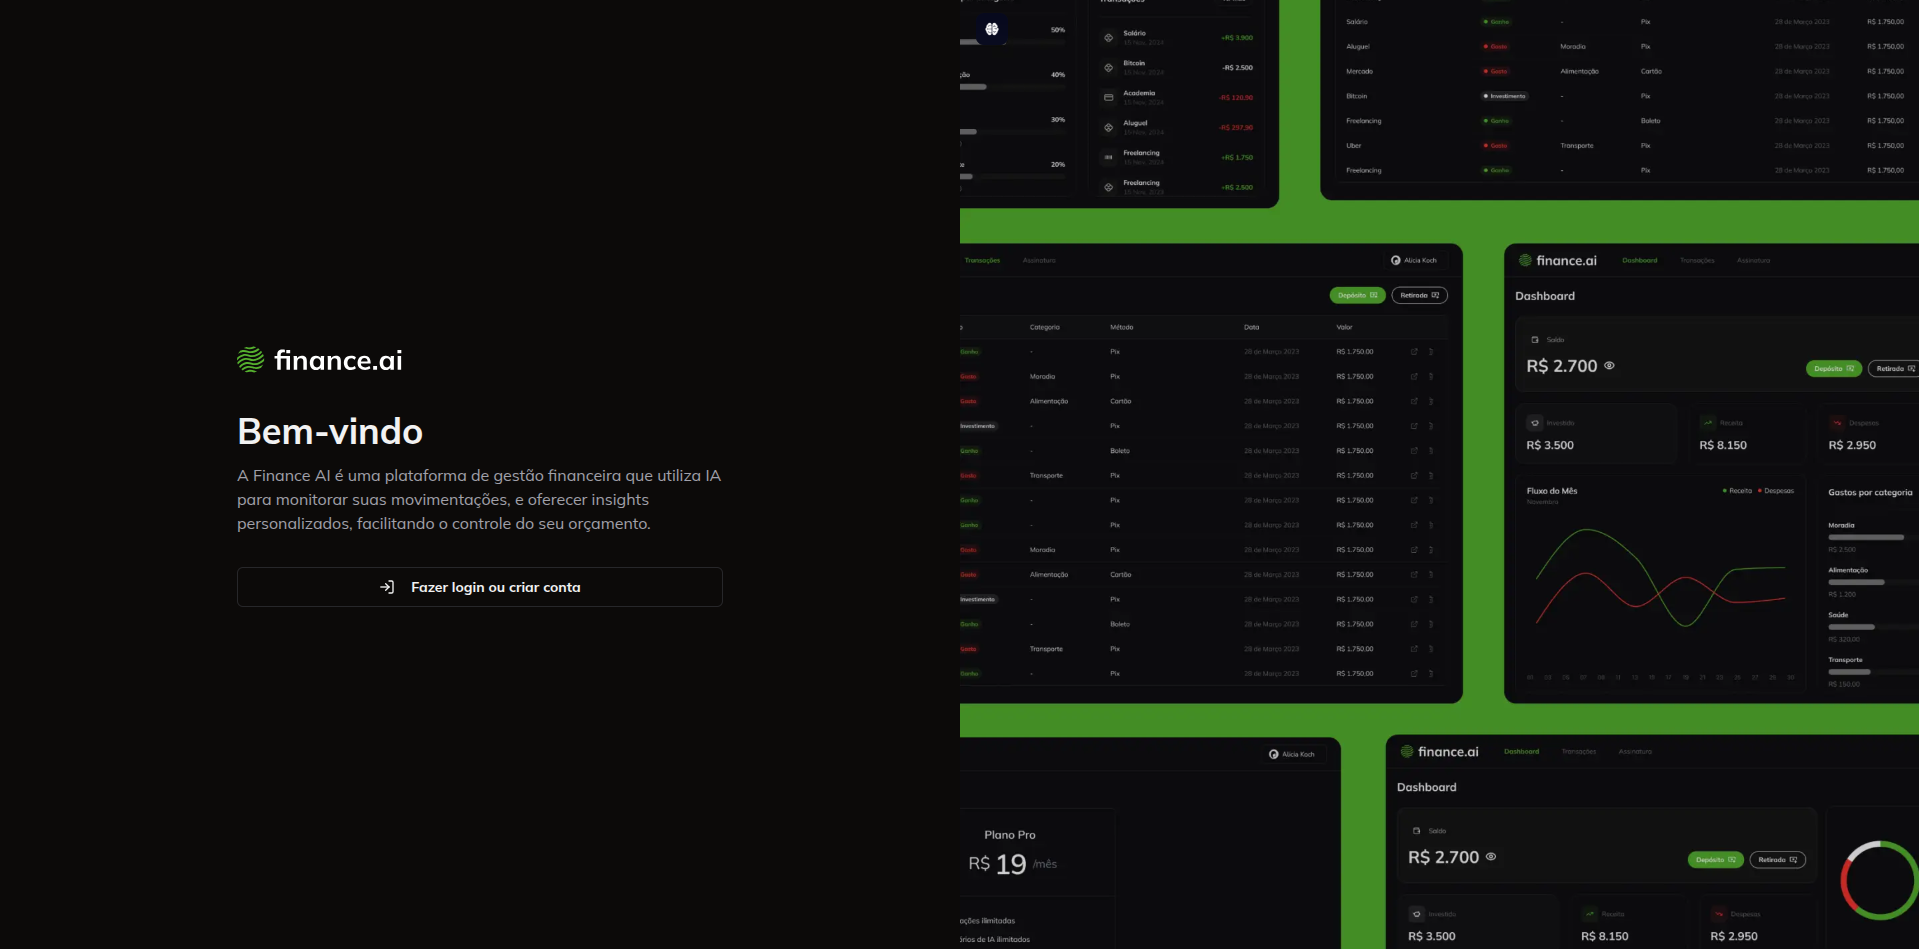 finance.ai
Bem-vindo
A Finance AI é uma plataforma de gestão financeira que utiliza IA
para monitorar suas movimentações, e oferecer insights
personalizados, facilitando o controle do seu orçamento.
Fazer login ou criar conta
50%
40%
30%
20%
Salário
15 Nov, 2024
+R$ 3.900
Bitcoin
15 Nov, 2024
-R$ 2.500
Academia
15 Nov, 2024
Aluguel
15 Nov, 2024
-R$ 297,90
Freelancing
15 Nov, 2024
+R$ 1.750
Freelancing
+R$ 2.600
Salário Ganho - Pix 28 de Março 2023 R$ 1.750,00
Aluguel Gasto Moradia Pix 28 de Março 2023 R$ 1.750,00
Mercado Gasto Alimentação Cartão 28 de Março 2023 R$ 1.750,00
Bitcoin Investimento - Pix 28 de Março 2023 R$ 1.750,00
Freelancing Ganho - Boleto 28 de Março 2023 R$ 1.750,00
Uber Gasto Transporte Pix 28 de Março 2023 R$ 1.750,00
Freelancing Ganho - Pix 28 de Março 2023 R$ 1.750,00
Transações Assinatura Alicia Koch
Depósito Retirada
Categoria Método Data Valor
Ganho - Pix 28 de Março 2023 R$ 1.750,00
Gasto Moradia Pix 28 de Março 2023 R$ 1.750,00
Gasto Alimentação Cartão 28 de Março 2023 R$ 1.750,00
Investimento - Pix 28 de Março 2023 R$ 1.750,00
Ganho - Boleto 28 de Março 2023 R$ 1.750,00
Gasto Transporte Pix 28 de Março 2023 R$ 1.750,00
Ganho - Pix 28 de Março 2023 R$ 1.750,00
Ganho - Pix 28 de Março 2023 R$ 1.750,00
Gasto Moradia Pix 28 de Março 2023 R$ 1.750,00
Gasto Alimentação Cartão 28 de Março 2023 R$ 1.750,00
Investimento - Pix 28 de Março 2023 R$ 1.750,00
Ganho - Boleto 28 de Março 2023 R$ 1.750,00
Gasto Transporte Pix 28 de Março 2023 R$ 1.750,00
Ganho - Pix 28 de Março 2023 R$ 1.750,00
finance.ai Dashboard Transações Assinatura
Dashboard
Saldo
R$ 2.700
Depósito Retirada
Investido Receita Despesas
R$ 3.500 R$ 8.150 R$ 2.950
Fluxo do Mês Receita Despesas
Novembro
Gastos por categoria
Moradia
R$ 2.500
Alimentação
R$ 1.200
Saúde
R$ 320,00
Transporte
R$ 150,00
Alicia Koch
Plano Pro
R$ 19 /mês
ações ilimitadas
órios de IA ilimitados
finance.ai Dashboard Transações Assinatura
Dashboard
Saldo
R$ 2.700
Depósito Retirada
Investido Receita Despesas
R$ 3.500 R$ 8.150 R$ 2.950